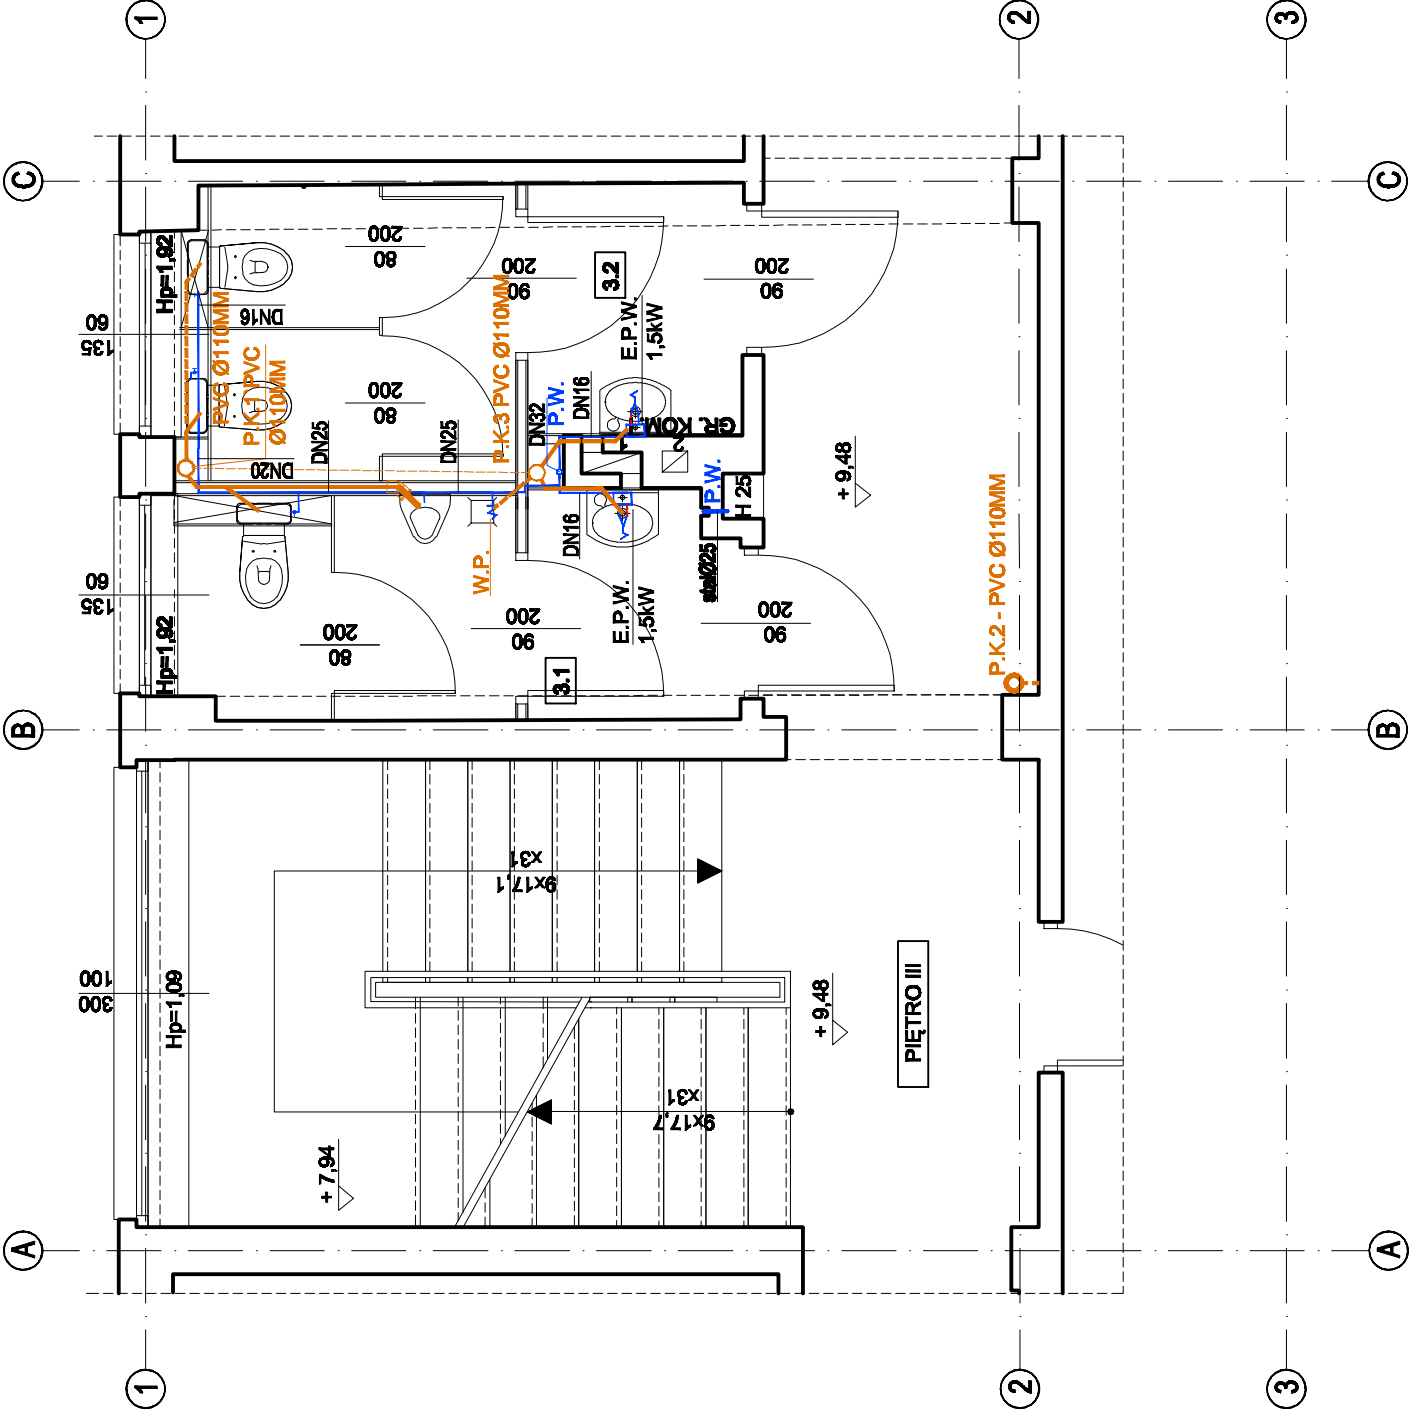 1
2
3
C
C
Hp=1,92
60
135
200
80
200
90
3.2
200
90
DN16
PVC Ø110MM
P.K.1 PVC
Ø110MM
P.K.3 PVC Ø110MM
E.P.W.
1,5kW
200
80
DN25
DN20
DN25
DN32
P.W.
DN16
GR. KOM.
1
2
P.W.
H 25
+ 9,48
DN16
stalØ25
W.P.
60
135
Hp=1,92
200
80
200
90
E.P.W.
1,5kW
3.1
200
90
P.K.2 - PVC Ø110MM
B
B
9x17,1
x31
100
300
Hp=1,09
+ 9,48
PIĘTRO III
9x17,7
x31
+ 7,94
A
A
1
2
3